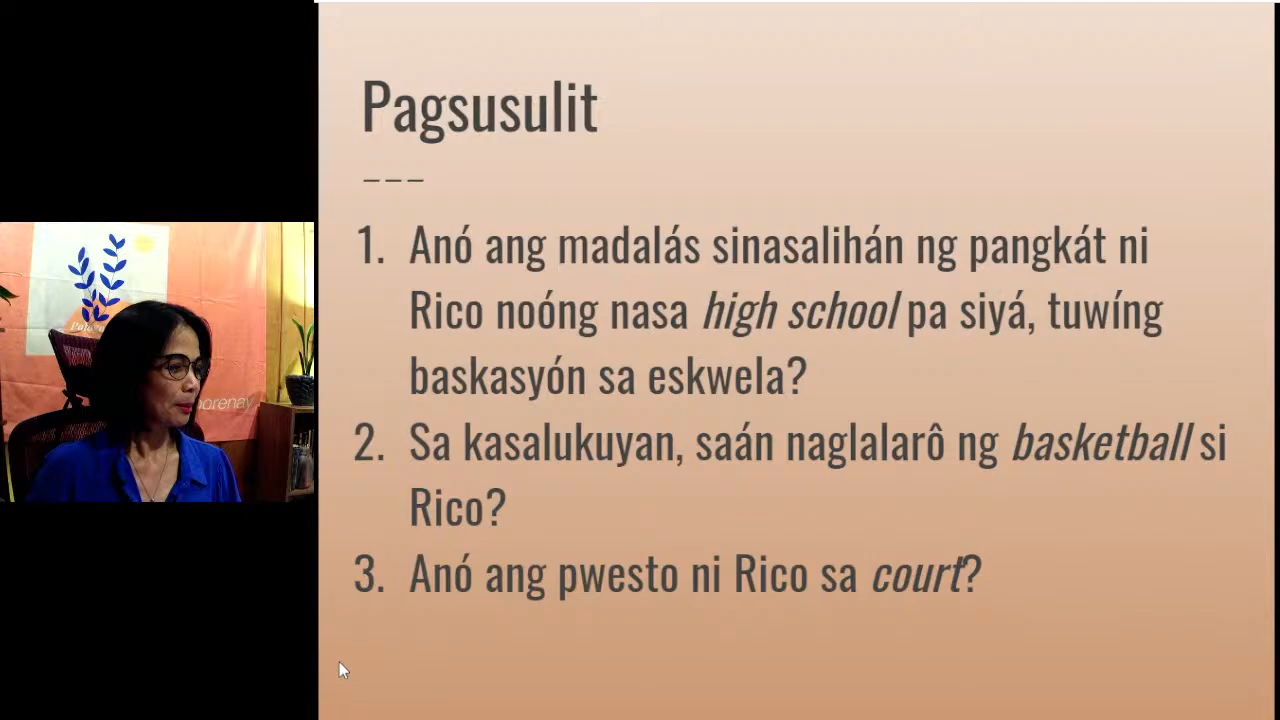 Pagsusulit
---
1. Anó ang madalás sinasalihán ng pangkát ni
Rico noóng nasa high school pa siyá, tuwíng
baskasyón sa eskwela?
2. Sa kasalukuyan, saán naglalarô ng basketball si
Rico?
3. Anó ang pwesto ni Rico sa court?